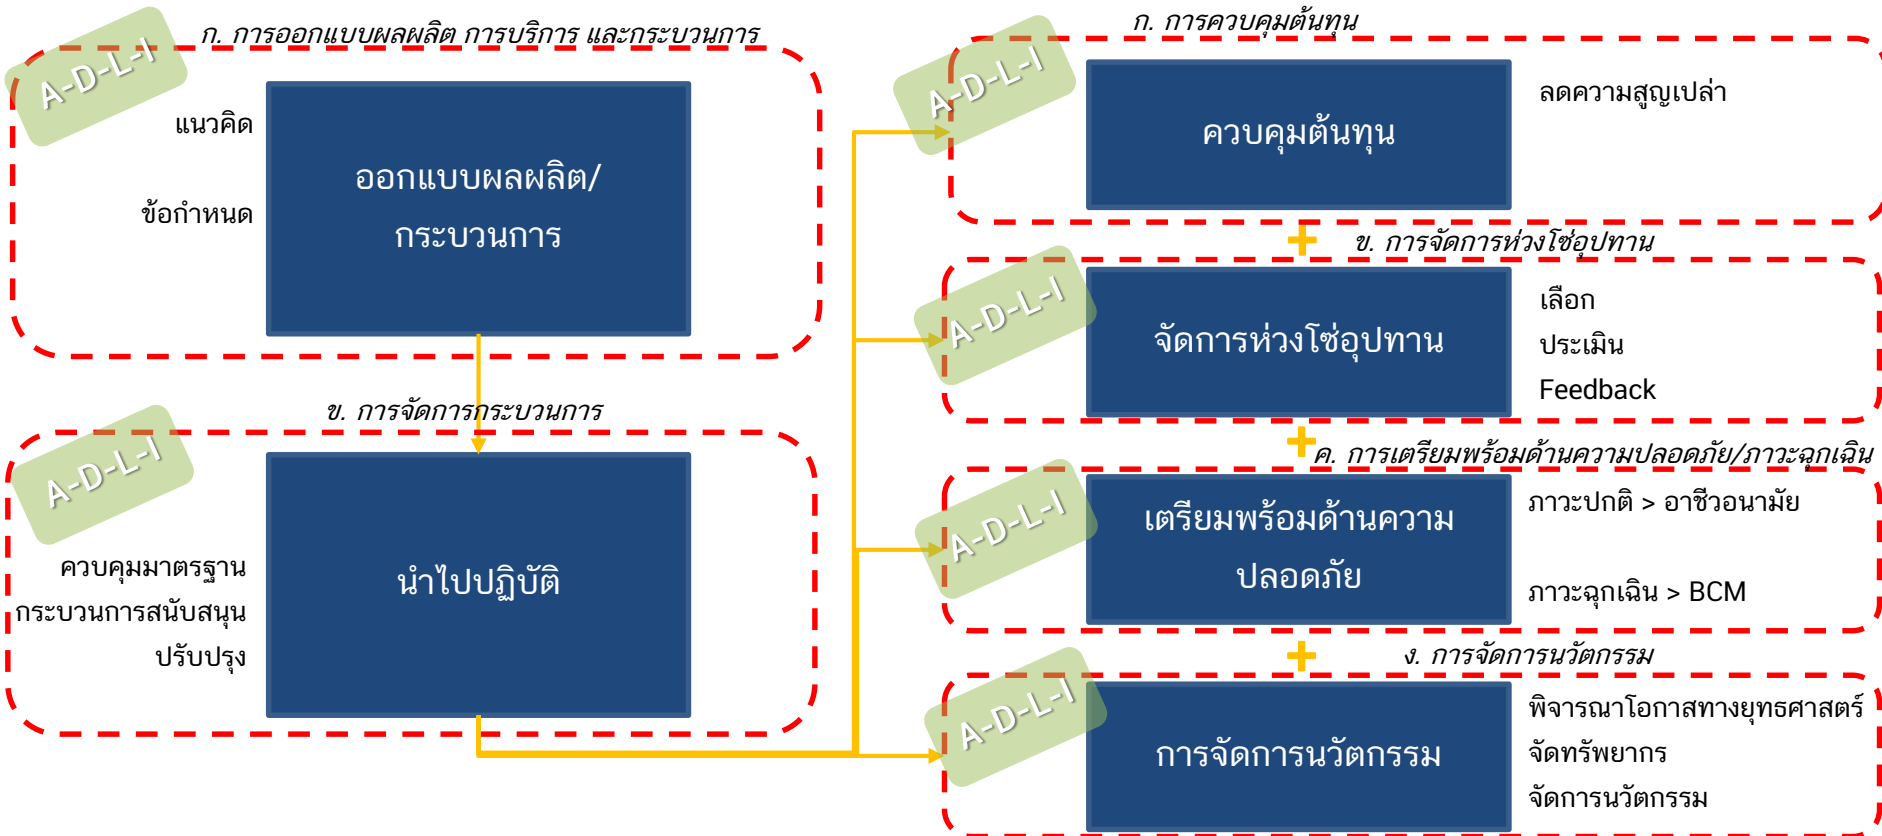 ก. การออกแบบผลผลิต การบริการ และกระบวนการ
A-D-L-I
แนวคิด
ข้อกำหนด
ออกแบบผลผลิต/
กระบวนการ
ข. การจัดการกระบวนการ
A-D-L-I
ควบคุมมาตรฐาน
กระบวนการสนับสนุน
ปรับปรุง
นำไปปฏิบัติ
ก. การควบคุมต้นทุน
A-D-L-I
ควบคุมต้นทุน
ลดความสูญเปล่า
ข. การจัดการห่วงโซ่อุปทาน
A-D-L-I
จัดการห่วงโซ่อุปทาน
เลือก
ประเมิน
Feedback
ค. การเตรียมพร้อมด้านความปลอดภัย/ภาวะฉุกเฉิน
A-D-L-I
เตรียมพร้อมด้านความ
ปลอดภัย
ภาวะปกติ > อาชีวอนามัย
ภาวะฉุกเฉิน > BCM
ง. การจัดการนวัตกรรม
A-D-L-I
การจัดการนวัตกรรม
พิจารณาโอกาสทางยุทธศาสตร์
จัดทรัพยากร
จัดการนวัตกรรม